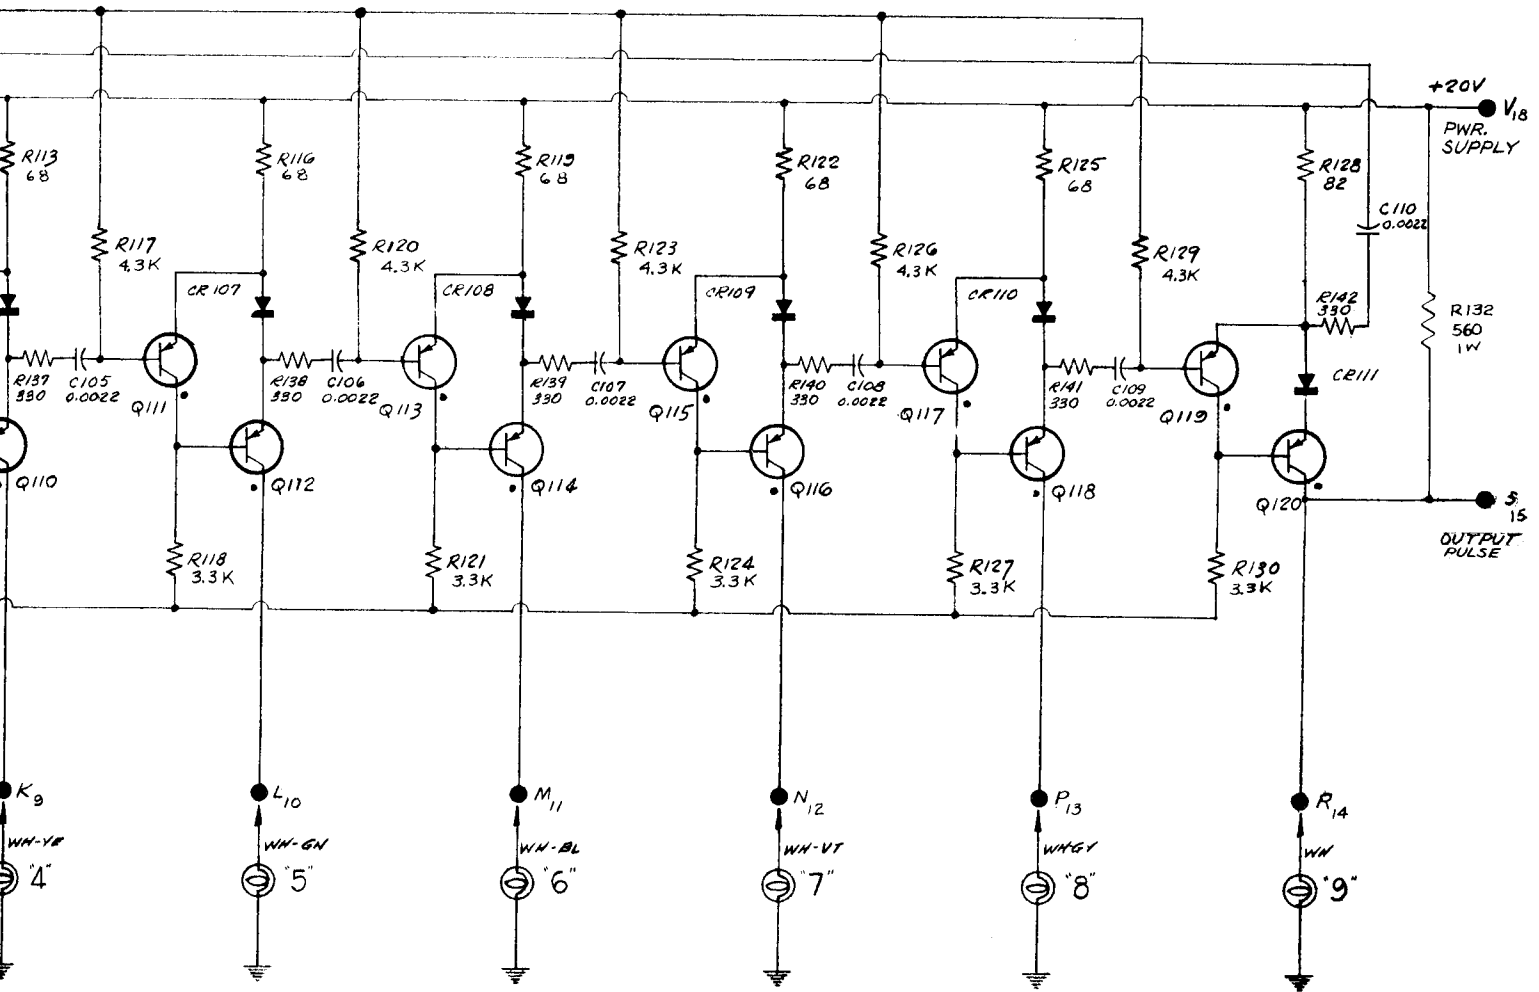 +20V
V18
PWR.
SUPPLY
R113
68
R116
68
R119
68
R122
68
R125
68
R128
82
C110
0.0022
R117
4.3K
R120
4.3K
R123
4.3K
R126
4.3K
R129
4.3K
CR107
CR108
CR109
CR110
R142
330
R132
560
1W
CR111
R137
330
C105
0.0022
R138
330
C106
0.0022
R139
330
C107
0.0022
R140
330
C108
0.0022
R141
330
C109
0.0022
Q111
Q113
Q115
Q117
Q119
Q110
Q112
Q114
Q116
Q118
Q120
S15
OUTPUT
PULSE
R118
3.3K
R121
3.3K
R124
3.3K
R127
3.3K
R130
3.3K
K9
L10
M11
N12
P13
R14
WH-YE
WH-GN
WH-BL
WH-VT
WHGY
WH
"4"
"5"
"6"
"7"
"8"
"9"